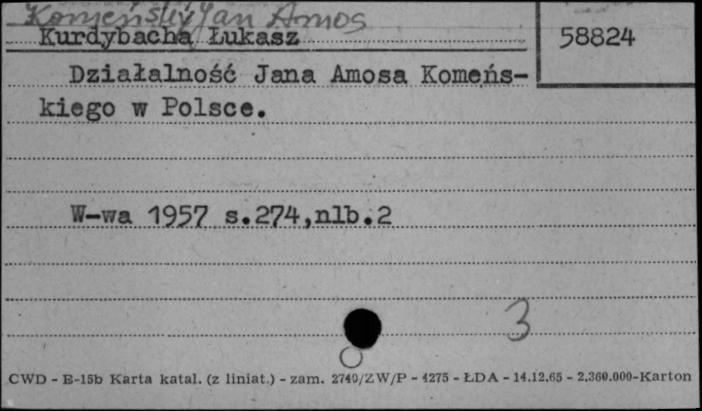 Komeński Jan Amos
Kurdybacha Łukasz
58824
Działalność Jana Amosa Komeńs-
kiego w Polsce.
W-wa 1957 s.274,nlb.2
3
CWD - E-15b Karta katal. (z liniat.) - zam. 2740/ZW/P - 4275 - ŁDA - 14.12.65 - 2.360.000-Karton